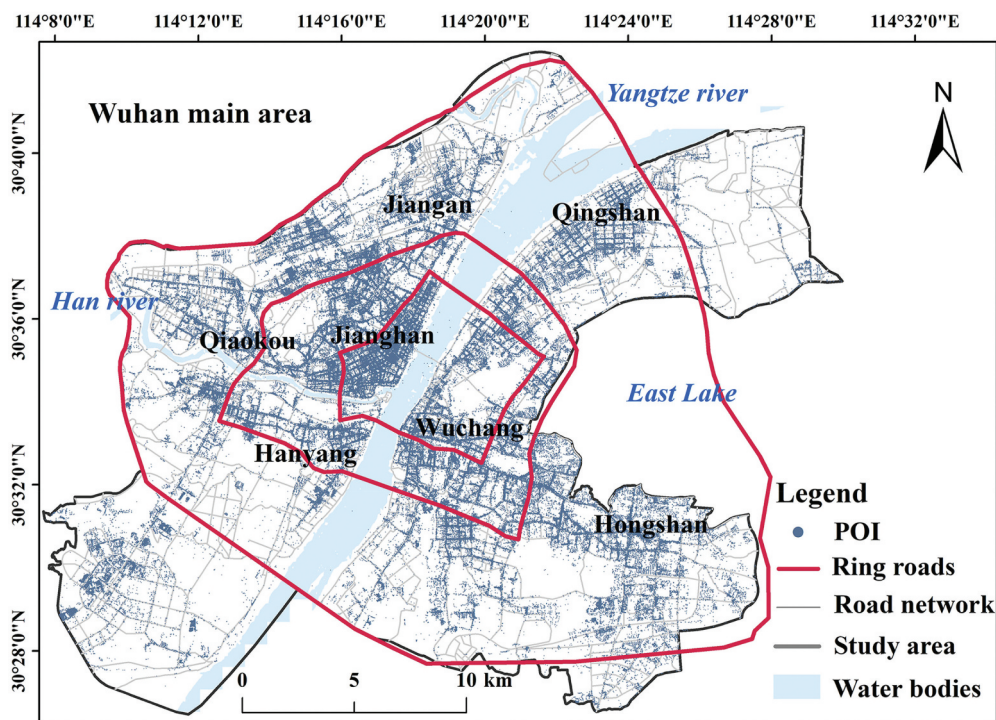 114°8'0"E 114°12'0"E 114°16'0"E 114°20'0"E 114°24'0"E 114°28'0"E 114°32'0"E
Wuhan main area
Yangtze river
N
30°40'0"N
Jiangan
Qingshan
Han river
30°36'0"N
Qiaokou
Jianghan
East Lake
Wuchang
Hanyang
30°32'0"N
Hongshan
Legend
POI
Ring roads
Road network
Study area
Water bodies
30°28'0"N
0 5 10 km